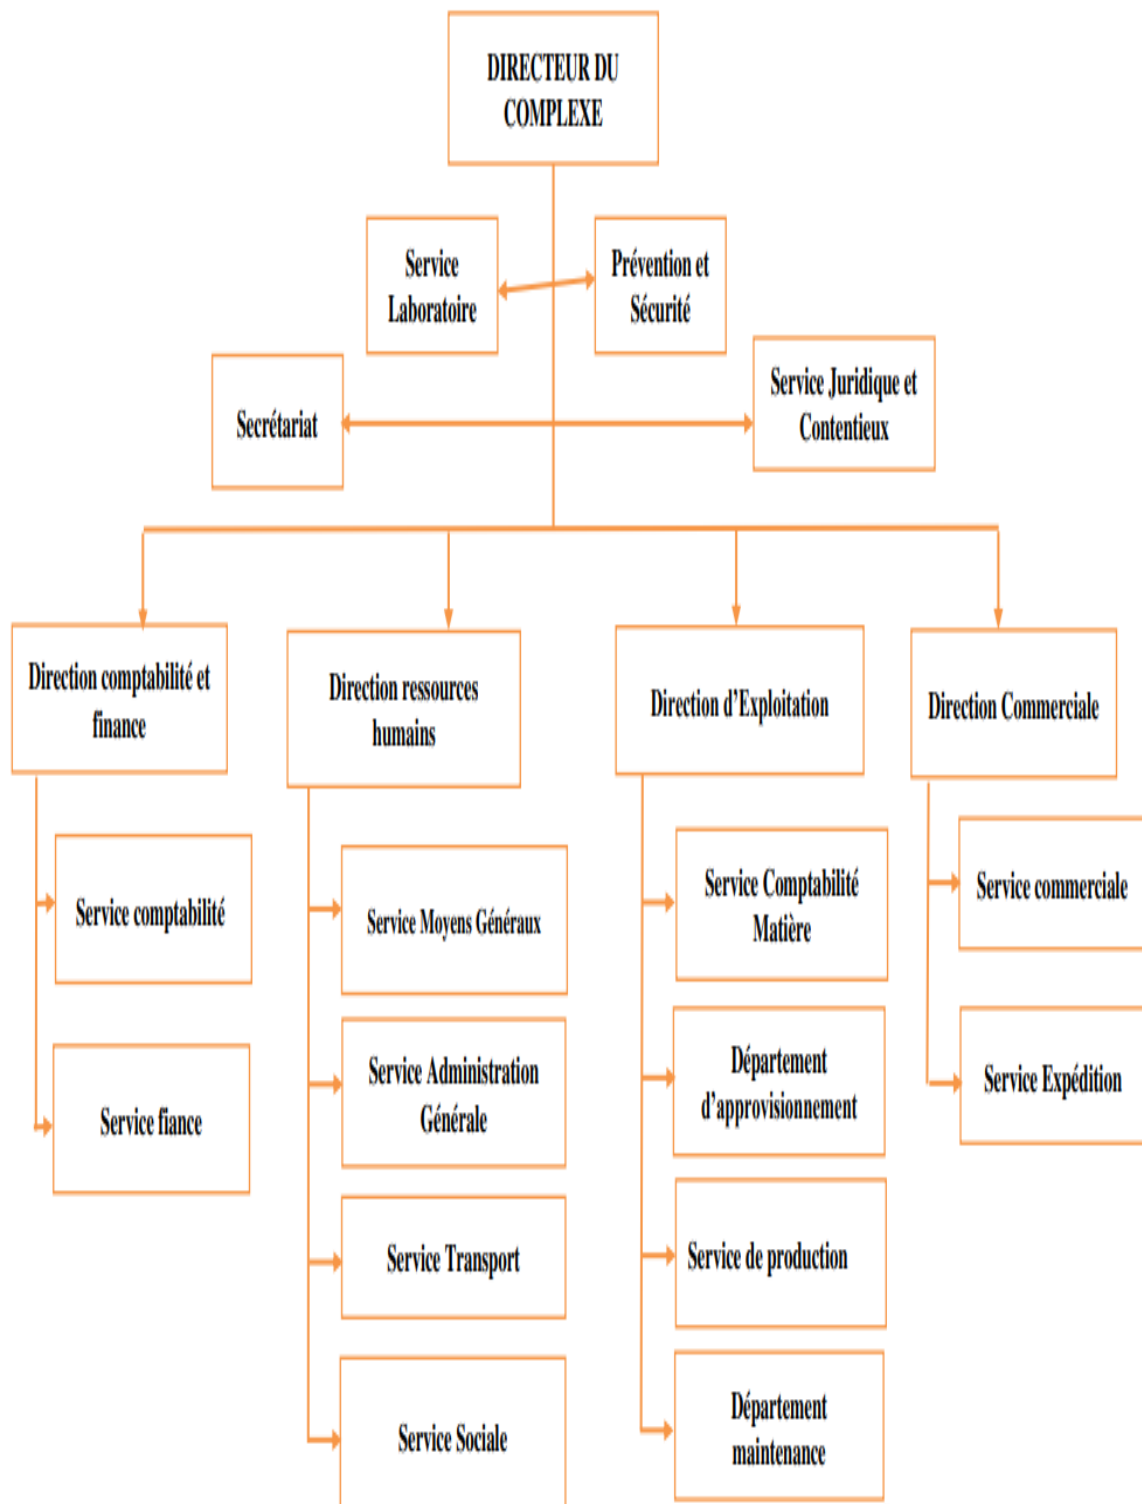 DIRECTEUR DU
COMPLEXE
Service
Laboratoire
Prévention et
Sécurité
Secrétariat
Service Juridique et
Contentieux
Direction comptabilité et
finance
Direction ressources
humains
Direction d’Exploitation
Direction Commerciale
Service comptabilité
Service fiance
Service Moyens Généraux
Service Administration
Générale
Service Transport
Service Sociale
Service Comptabilité
Matière
Département
d’approvisionnement
Service de production
Département
maintenance
Service commerciale
Service Expédition